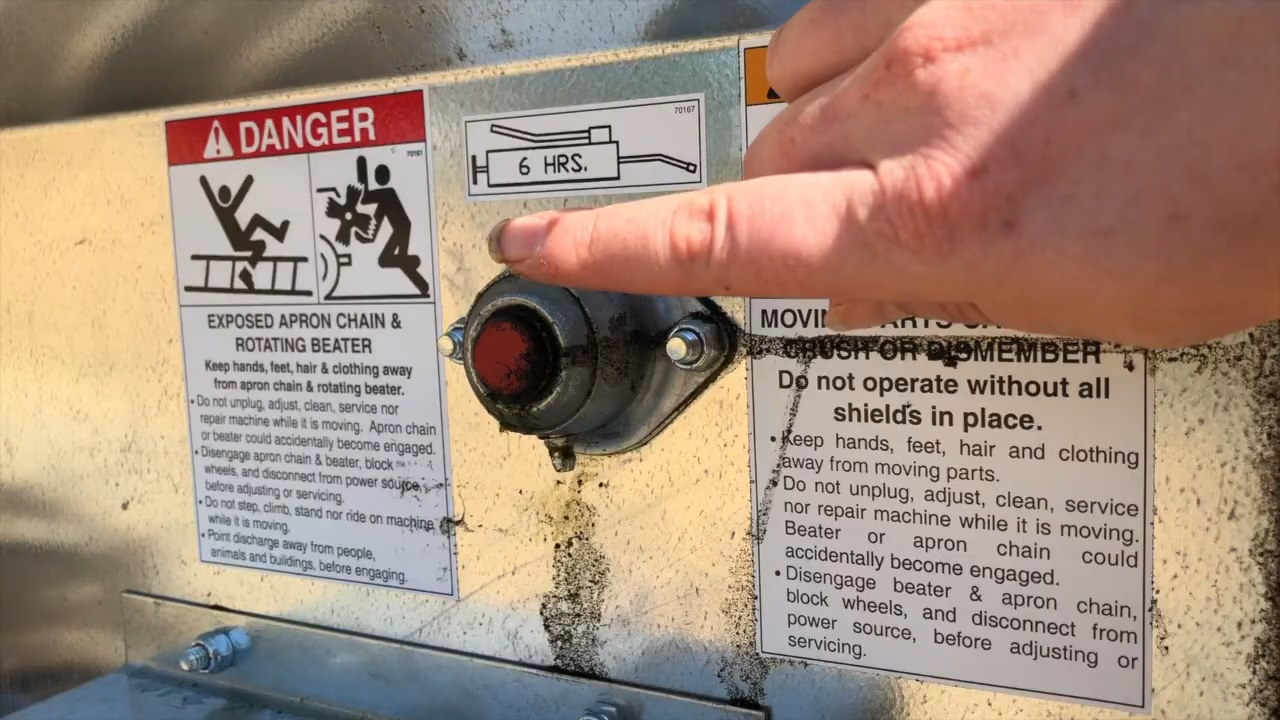 DANGER
70161
EXPOSED APRON CHAIN &
ROTATING BEATER
Keep hands, feet, hair & clothing away
from apron chain & rotating beater.
• Do not unplug, adjust, clean, service nor
repair machine while it is moving. Apron chain
or beater could accidentally become engaged.
• Disengage apron chain & beater, block
wheels, and disconnect from power source,
before adjusting or servicing.
• Do not step, climb, stand nor ride on machine
while it is moving.
• Point discharge away from people,
animals and buildings, before engaging.
70167
6 HRS.
PARTS
CRUSH OR DISMEMBER
Do not operate without all
shields in place.
• Keep hands, feet, hair and clothing
away from moving parts.
Do not unplug, adjust, clean, service
nor repair machine while it is moving.
Beater or apron chain could
accidentally become engaged.
• Disengage beater & apron chain,
block wheels, and disconnect from
power source, before adjusting or
servicing.